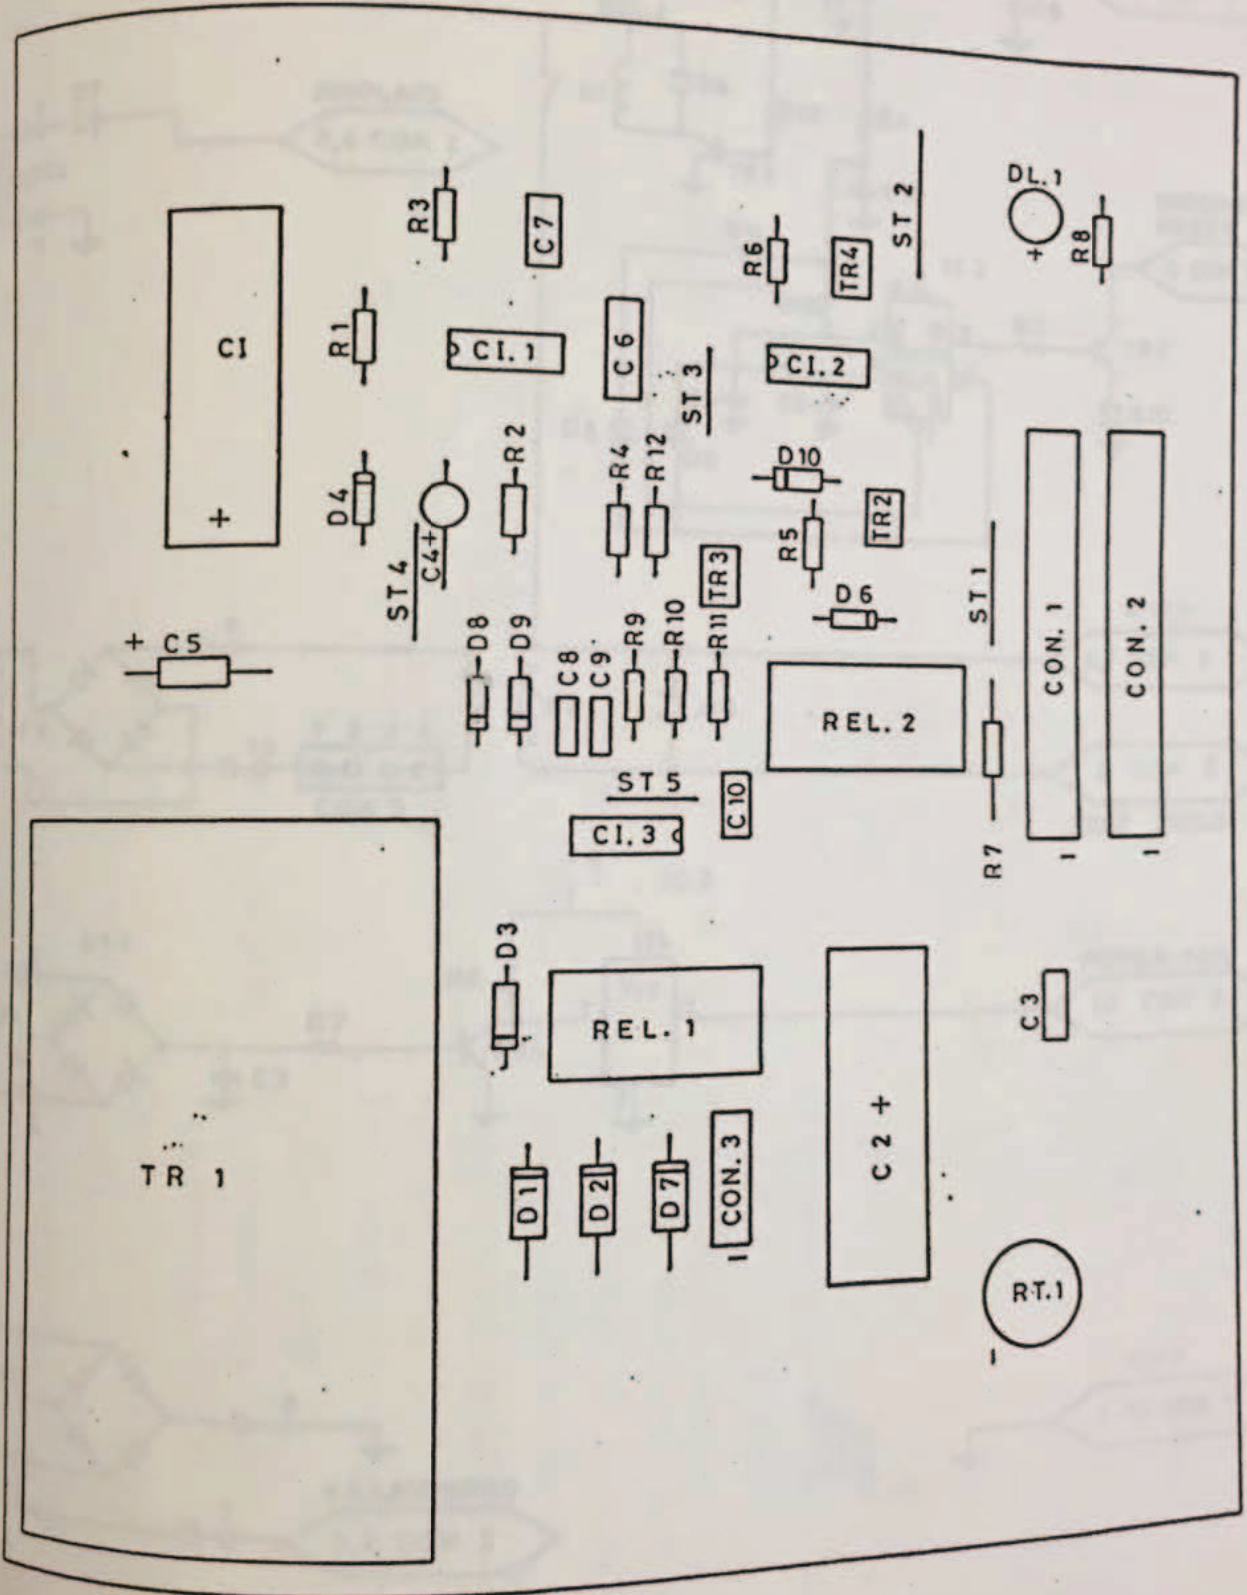 DL.1
+
R8
ST 2
R3
C 7
R6
TR4
CI
+
R1
CI.1
C 6
ST 3
CI.2
D4
C4+
ST 4
R2
R4
R12
D10
R5
TR2
TR3
D6
ST 1
+ C5
D8
D9
C8
C9
R9
R10
R11
REL.2
CON.1
1
CON.2
1
ST 5
CI.3
C10
R7
D3
REL.1
C 2 +
C3
TR 1
D1
D2
D7
CON.3
1
RT.1
-